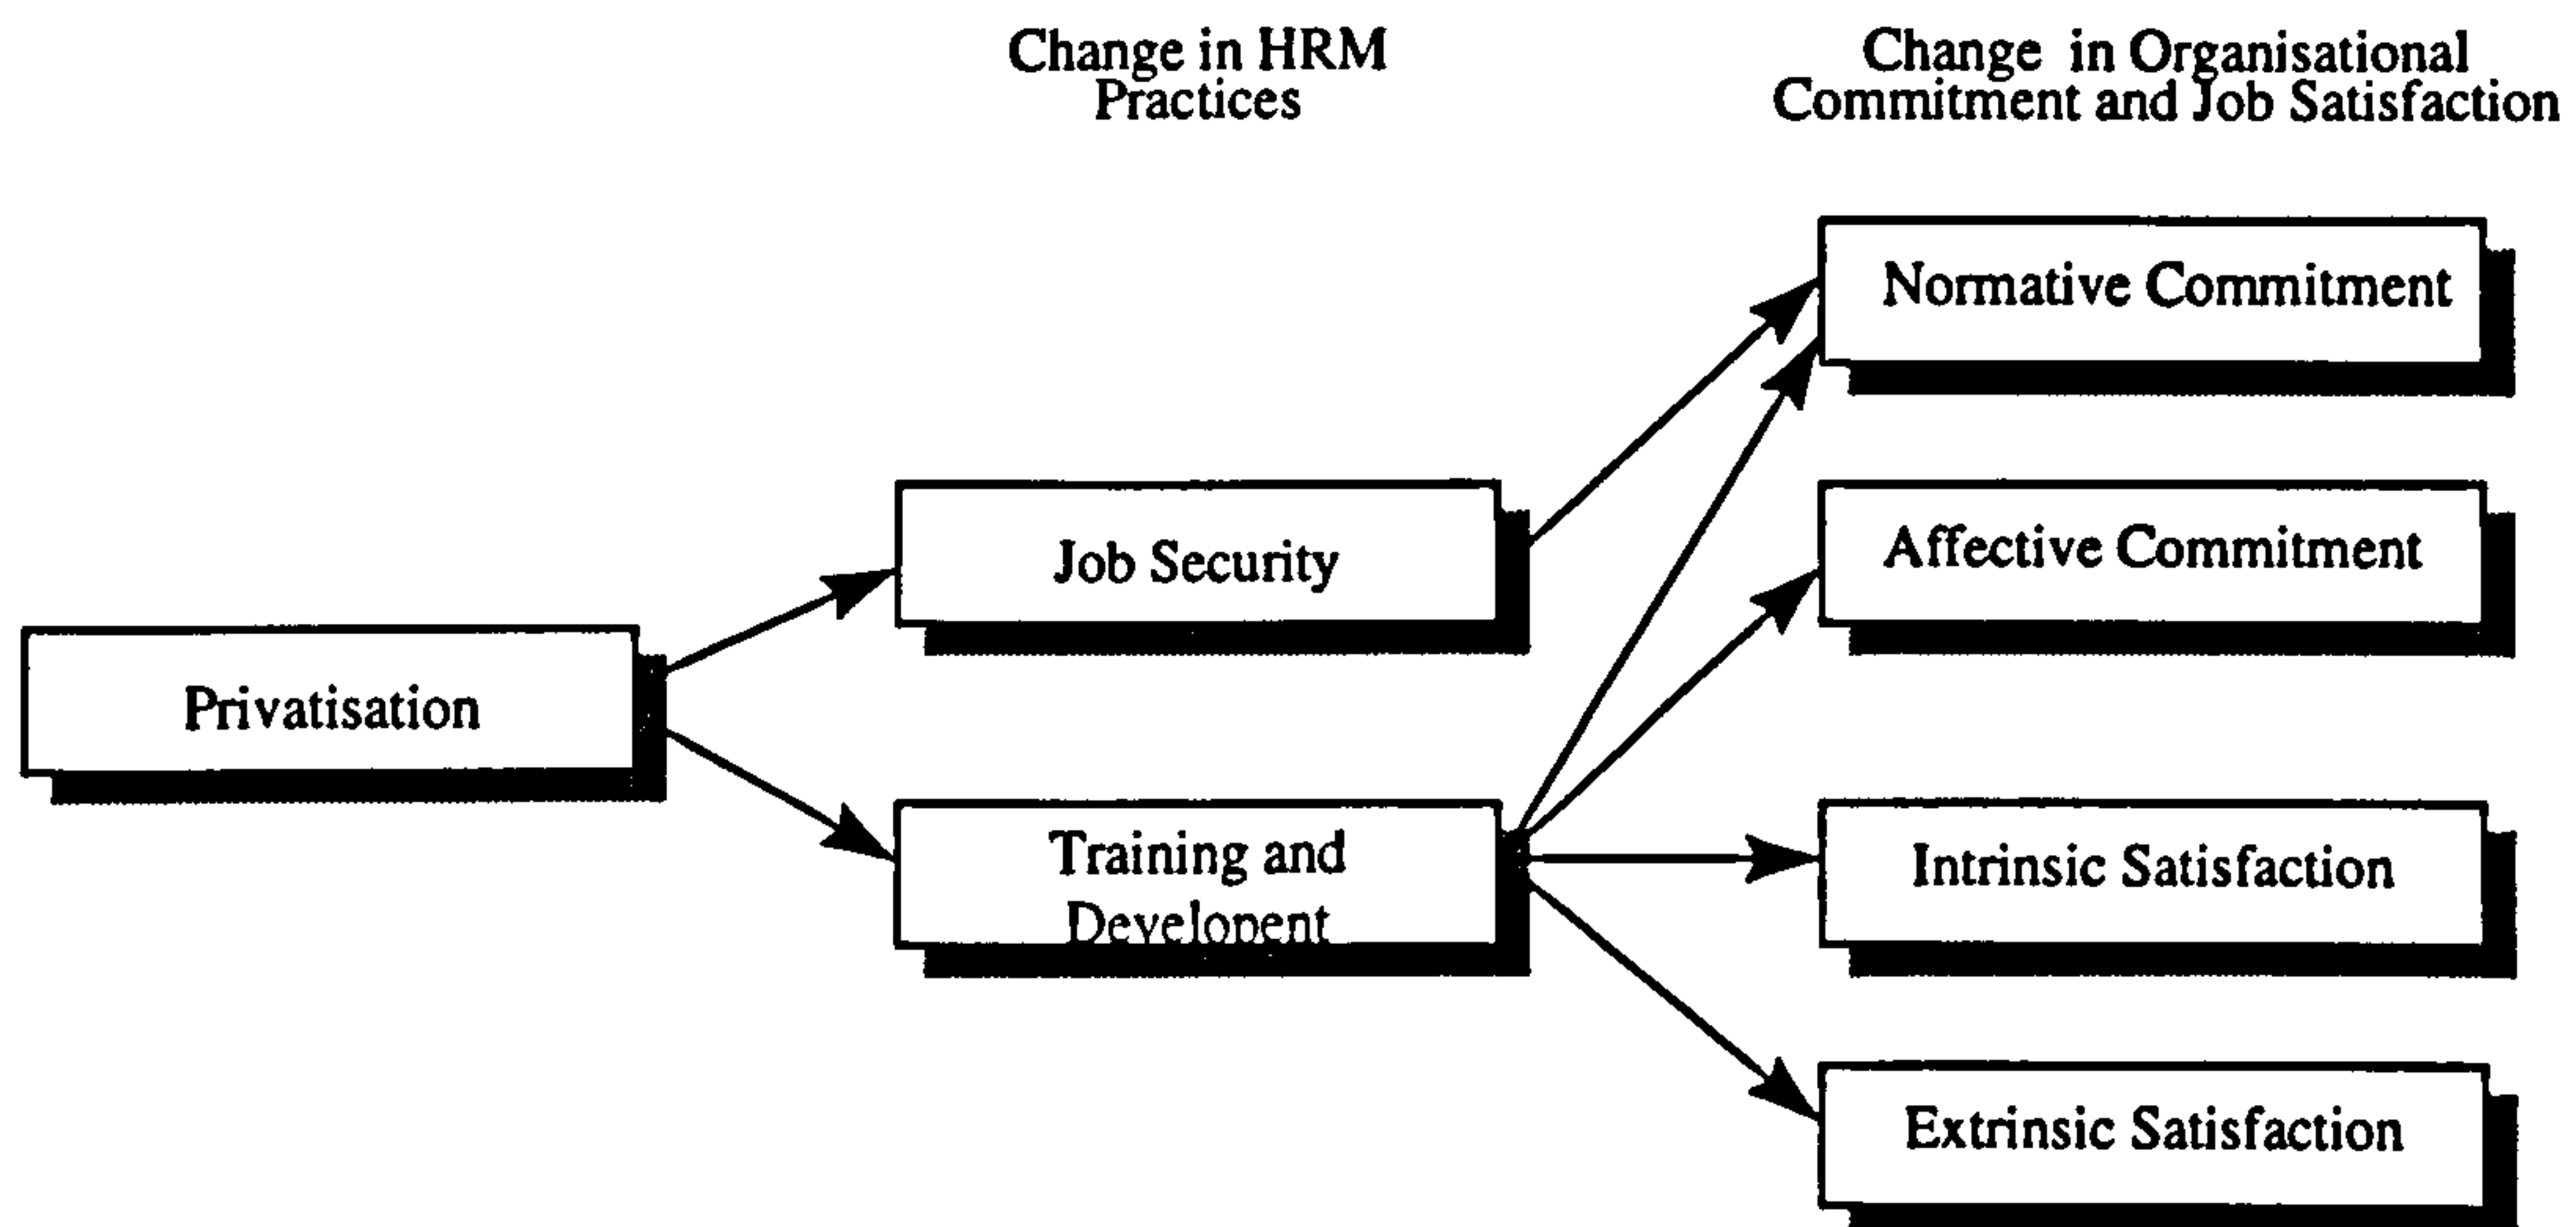 Change in HRM
Practices
Change in Organisational
Commitment and Job Satisfaction
Normative Commitment
Affective Commitment
Job Security
Privatisation
Training and
Developent
Intrinsic Satisfaction
Extrinsic Satisfaction